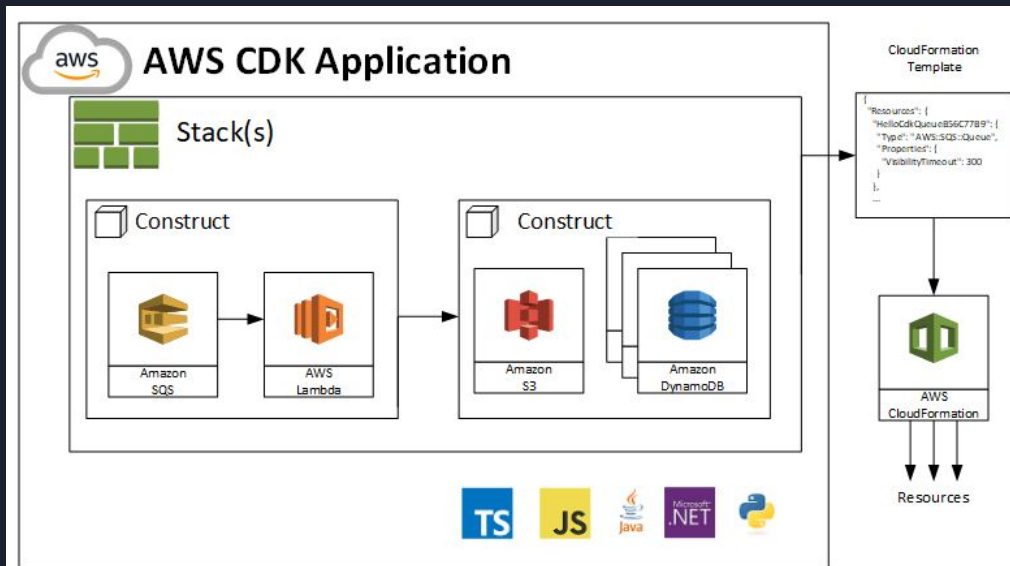 aws
AWS CDK Application
Stack(s)
Construct
Amazon
SQS
AWS
Lambda
Construct
Amazon
S3
Amazon
DynamoDB
TS
JS
Java
Microsoft
.NET
CloudFormation
Template
{
"Resources": {
"HelloCdkQueueB56C77B9": {
"Type": "AWS::SQS::Queue",
"Properties": {
"VisibilityTimeout": 300
}
},
...
AWS
CloudFormation
Resources